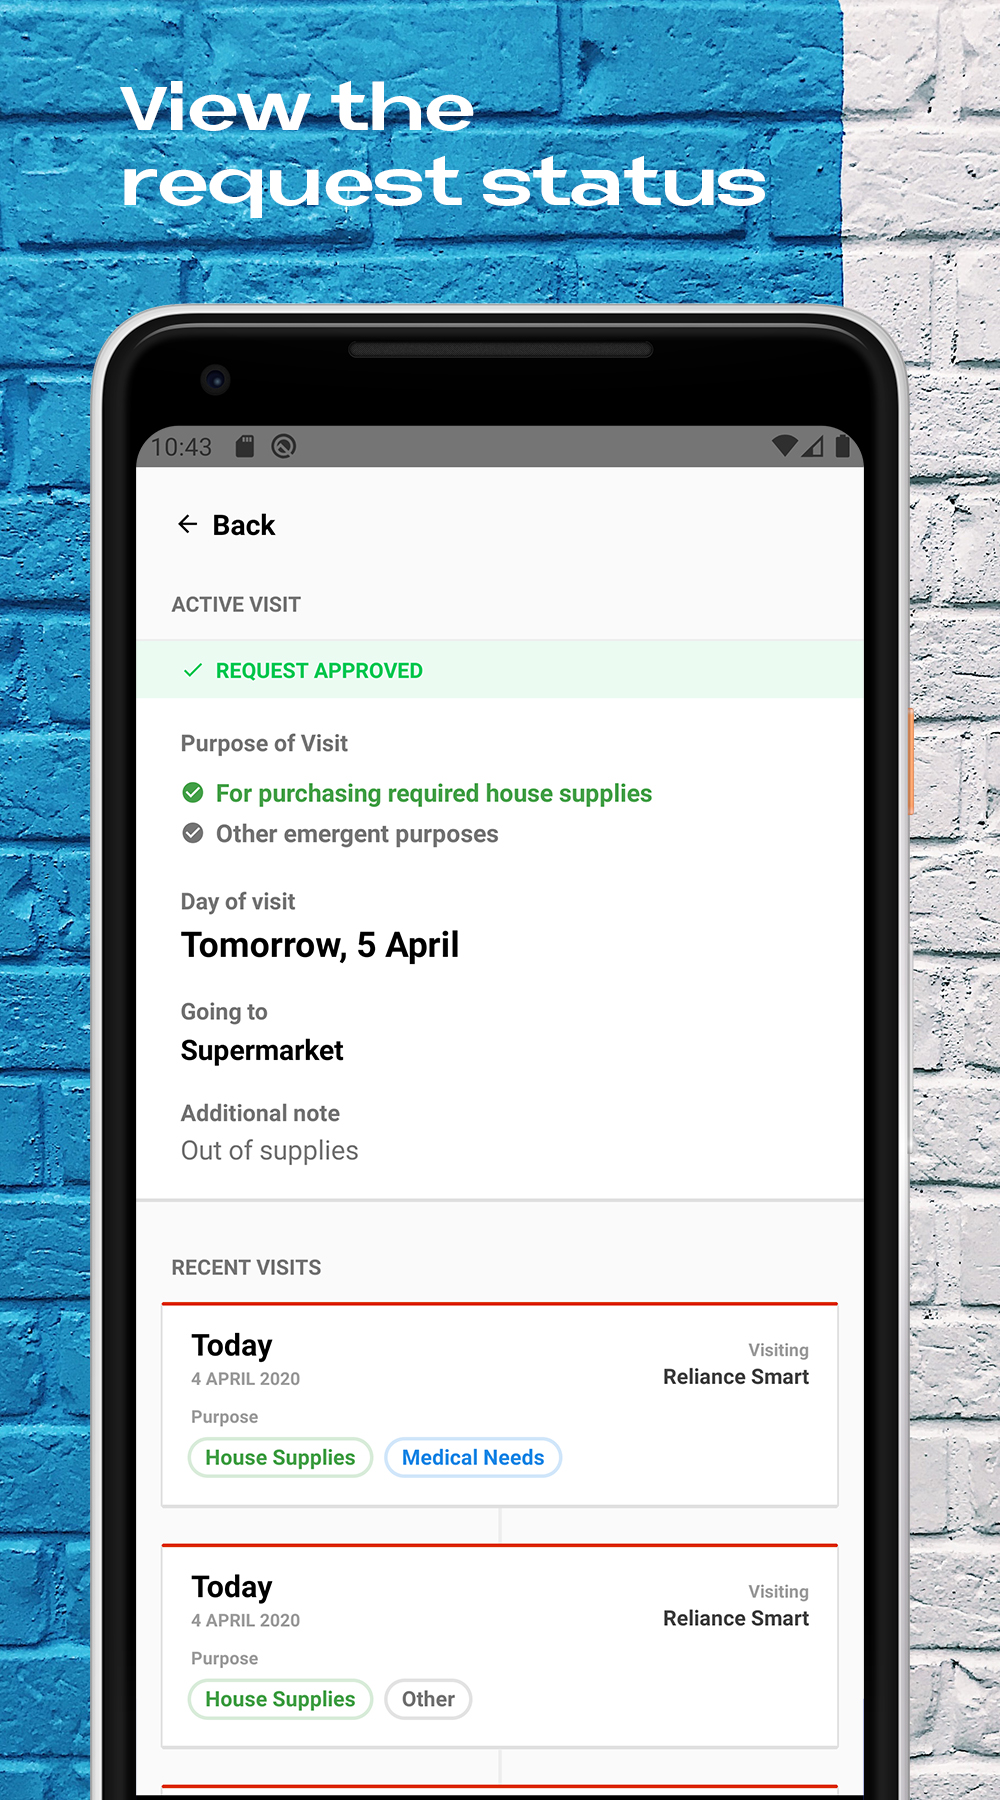 View the
request status
10:43
Back
ACTIVE VISIT
REQUEST APPROVED
Purpose of Visit
For purchasing required house supplies
Other emergent purposes
Day of visit
Tomorrow, 5 April
Going to
Supermarket
Additional note
Out of supplies
RECENT VISITS
Today
Visiting
4 APRIL 2020
Reliance Smart
Purpose
House Supplies
Medical Needs
Today
Visiting
4 APRIL 2020
Reliance Smart
Purpose
House Supplies
Other